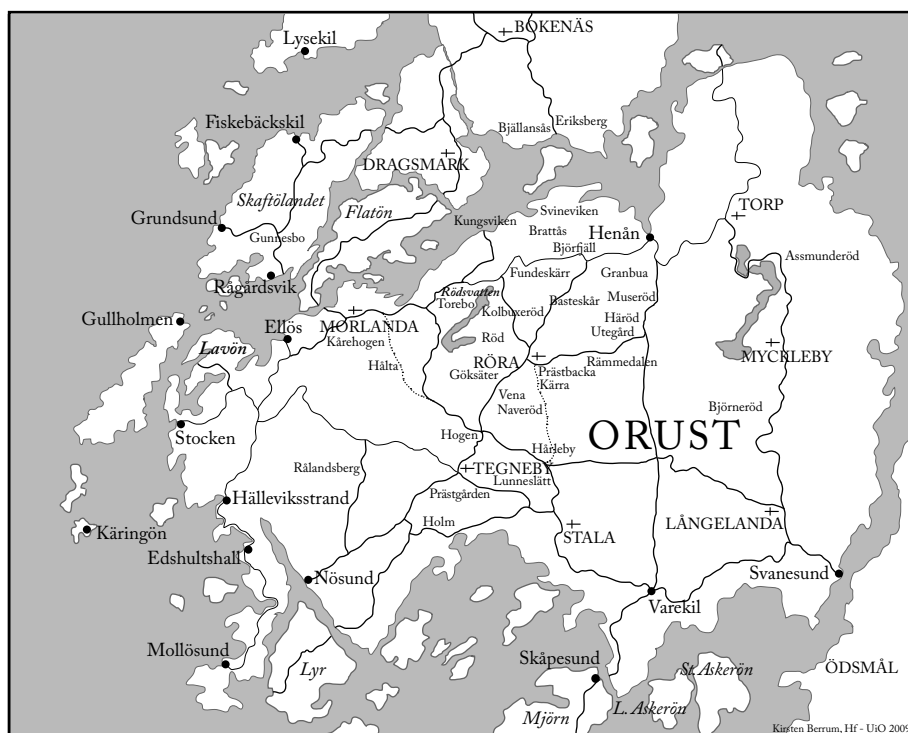 BOKENÄS
Lysekil
Fiskebäckskil
Bjällansås
Eriksberg
DRAGSMARK
Skaftölandet
Flatön
Grundsund
Gunnesbo
Kungsviken
Svineviken
Brattås
Henån
Björfjäll
TORP
Assmunderöd
Rågårdsvik
Fundeskärr
Granbua
Rödsvatten
Torebo
Basteskär
Museröd
Kolbuxeröd
Gullholmen
Ellös
MORLANDA
Häröd
Utegård
Kårehogen
Röd
Lavön
Hålta
RÖRA
Rämmedalen
MYCKLEBY
Göksäter
Prästbacka
Kärra
Vena
Naveröd
Björneröd
Stocken
Hogen
ORUST
Hårleby
Rålandsberg
TEGNEBY
Lunneslätt
Hälleviksstrand
Prästgården
Käringön
Holm
STALA
LÅNGELANDA
Edshultshall
Nösund
Svanesund
Varekil
Mollösund
Lyr
Skåpesund
St. Askerön
ÖDSMÅL
L. Askerön
Mjörn
Kirsten Berrum, Hf - UiO 2009